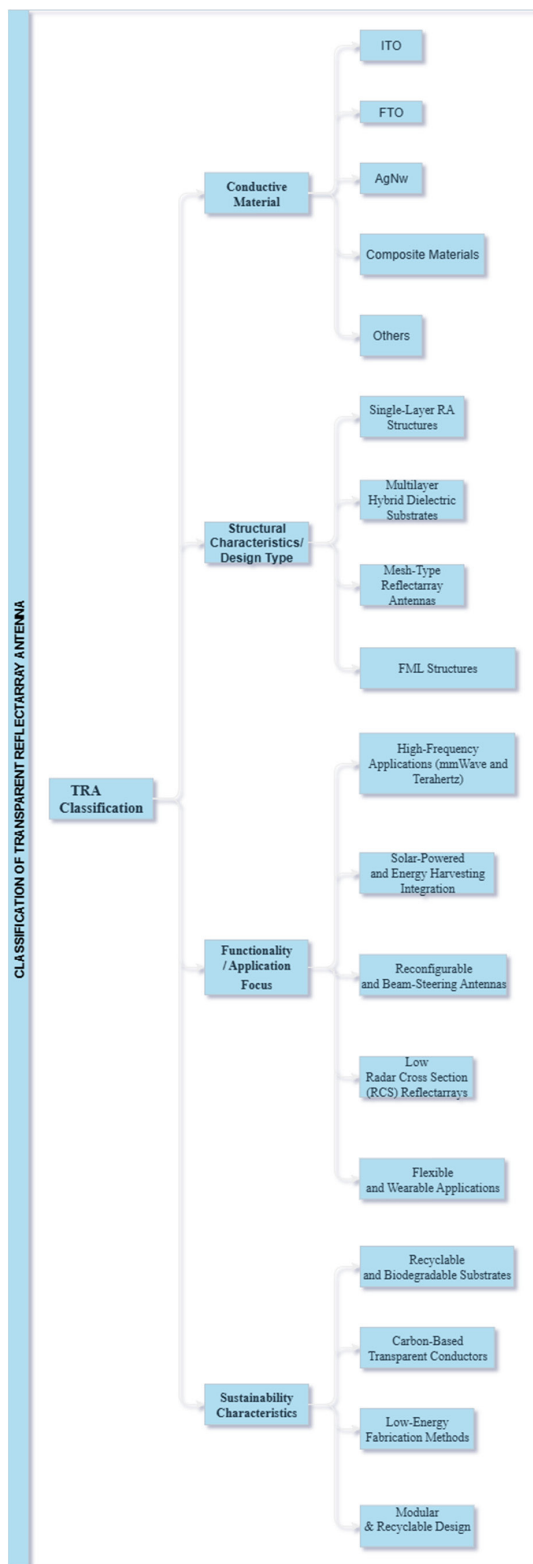 CLASSIFICATION OF TRANSPARENT REFLECTARRAY ANTENNA
TRA
Classification
Conductive
Material
ITO
FTO
AgNw
Composite Materials
Others
Structural
Characteristics/
Design Type
Single-Layer RA
Structures
Multilayer
Hybrid Dielectric
Substrates
Mesh-Type
Reflectarray
Antennas
FML Structures
Functionality
/ Application
Focus
High-Frequency
Applications (mmWave and
Terahertz)
Solar-Powered
and Energy Harvesting
Integration
Reconfigurable
and Beam-Steering Antennas
Low
Radar Cross Section
(RCS) Reflectarrays
Flexible
and Wearable Applications
Sustainability
Characteristics
Recyclable
and Biodegradable Substrates
Carbon-Based
Transparent Conductors
Low-Energy
Fabrication Methods
Modular
& Recyclable Design